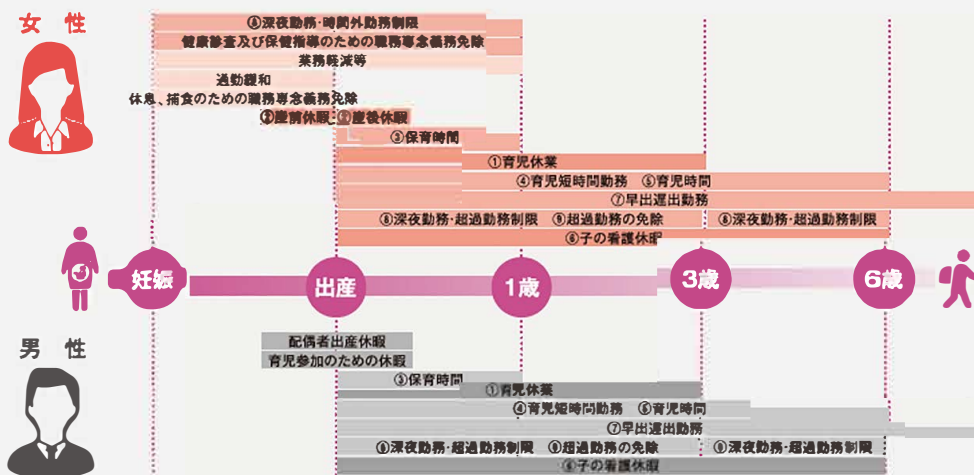 女性
⑧深夜勤務・時間外勤務制限
健康診査及び保健指導のための職務専念義務免除
業務軽減等
通勤緩和
休息、捕食のための職務専念義務免除
②産前休暇 ②産後休暇
③保育時間
①育児休業
④育児短時間勤務 ⑤育児時間
⑦早出遅出勤務
⑧深夜勤務・超過勤務制限 ⑨超過勤務の免除 ⑧深夜勤務・超過勤務制限
⑥子の看護休暇
妊娠 出産 1歳 3歳 6歳
男性
配偶者出産休暇
育児参加のための休暇
③保育時間
①育児休業
④育児短時間勤務 ⑤育児時間
⑦早出遅出勤務
深夜勤務・超過勤務制限 超過勤務の免除 深夜勤務・超過勤務制限
⑥子の看護休暇